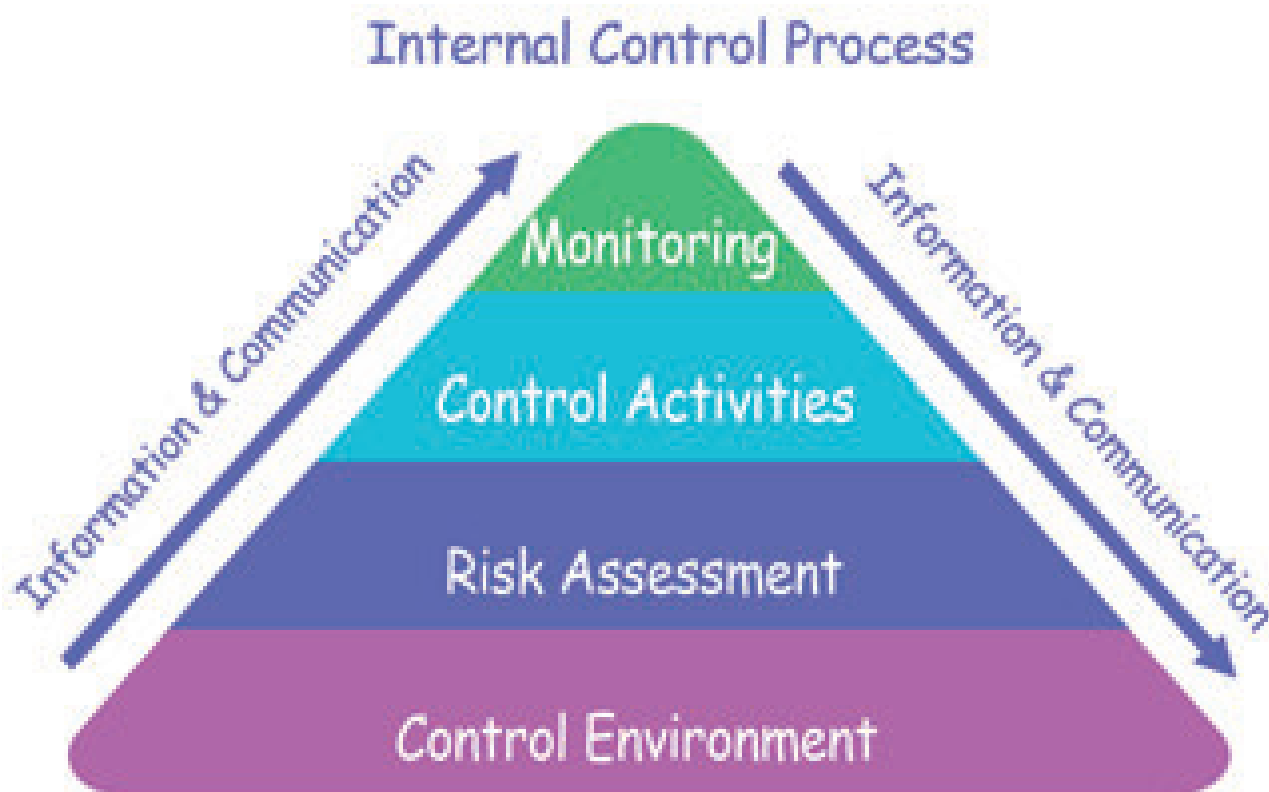 Internal Control Process
Information & Communication
Information & Communication
Monitoring
Control Activities
Risk Assessment
Control Environment